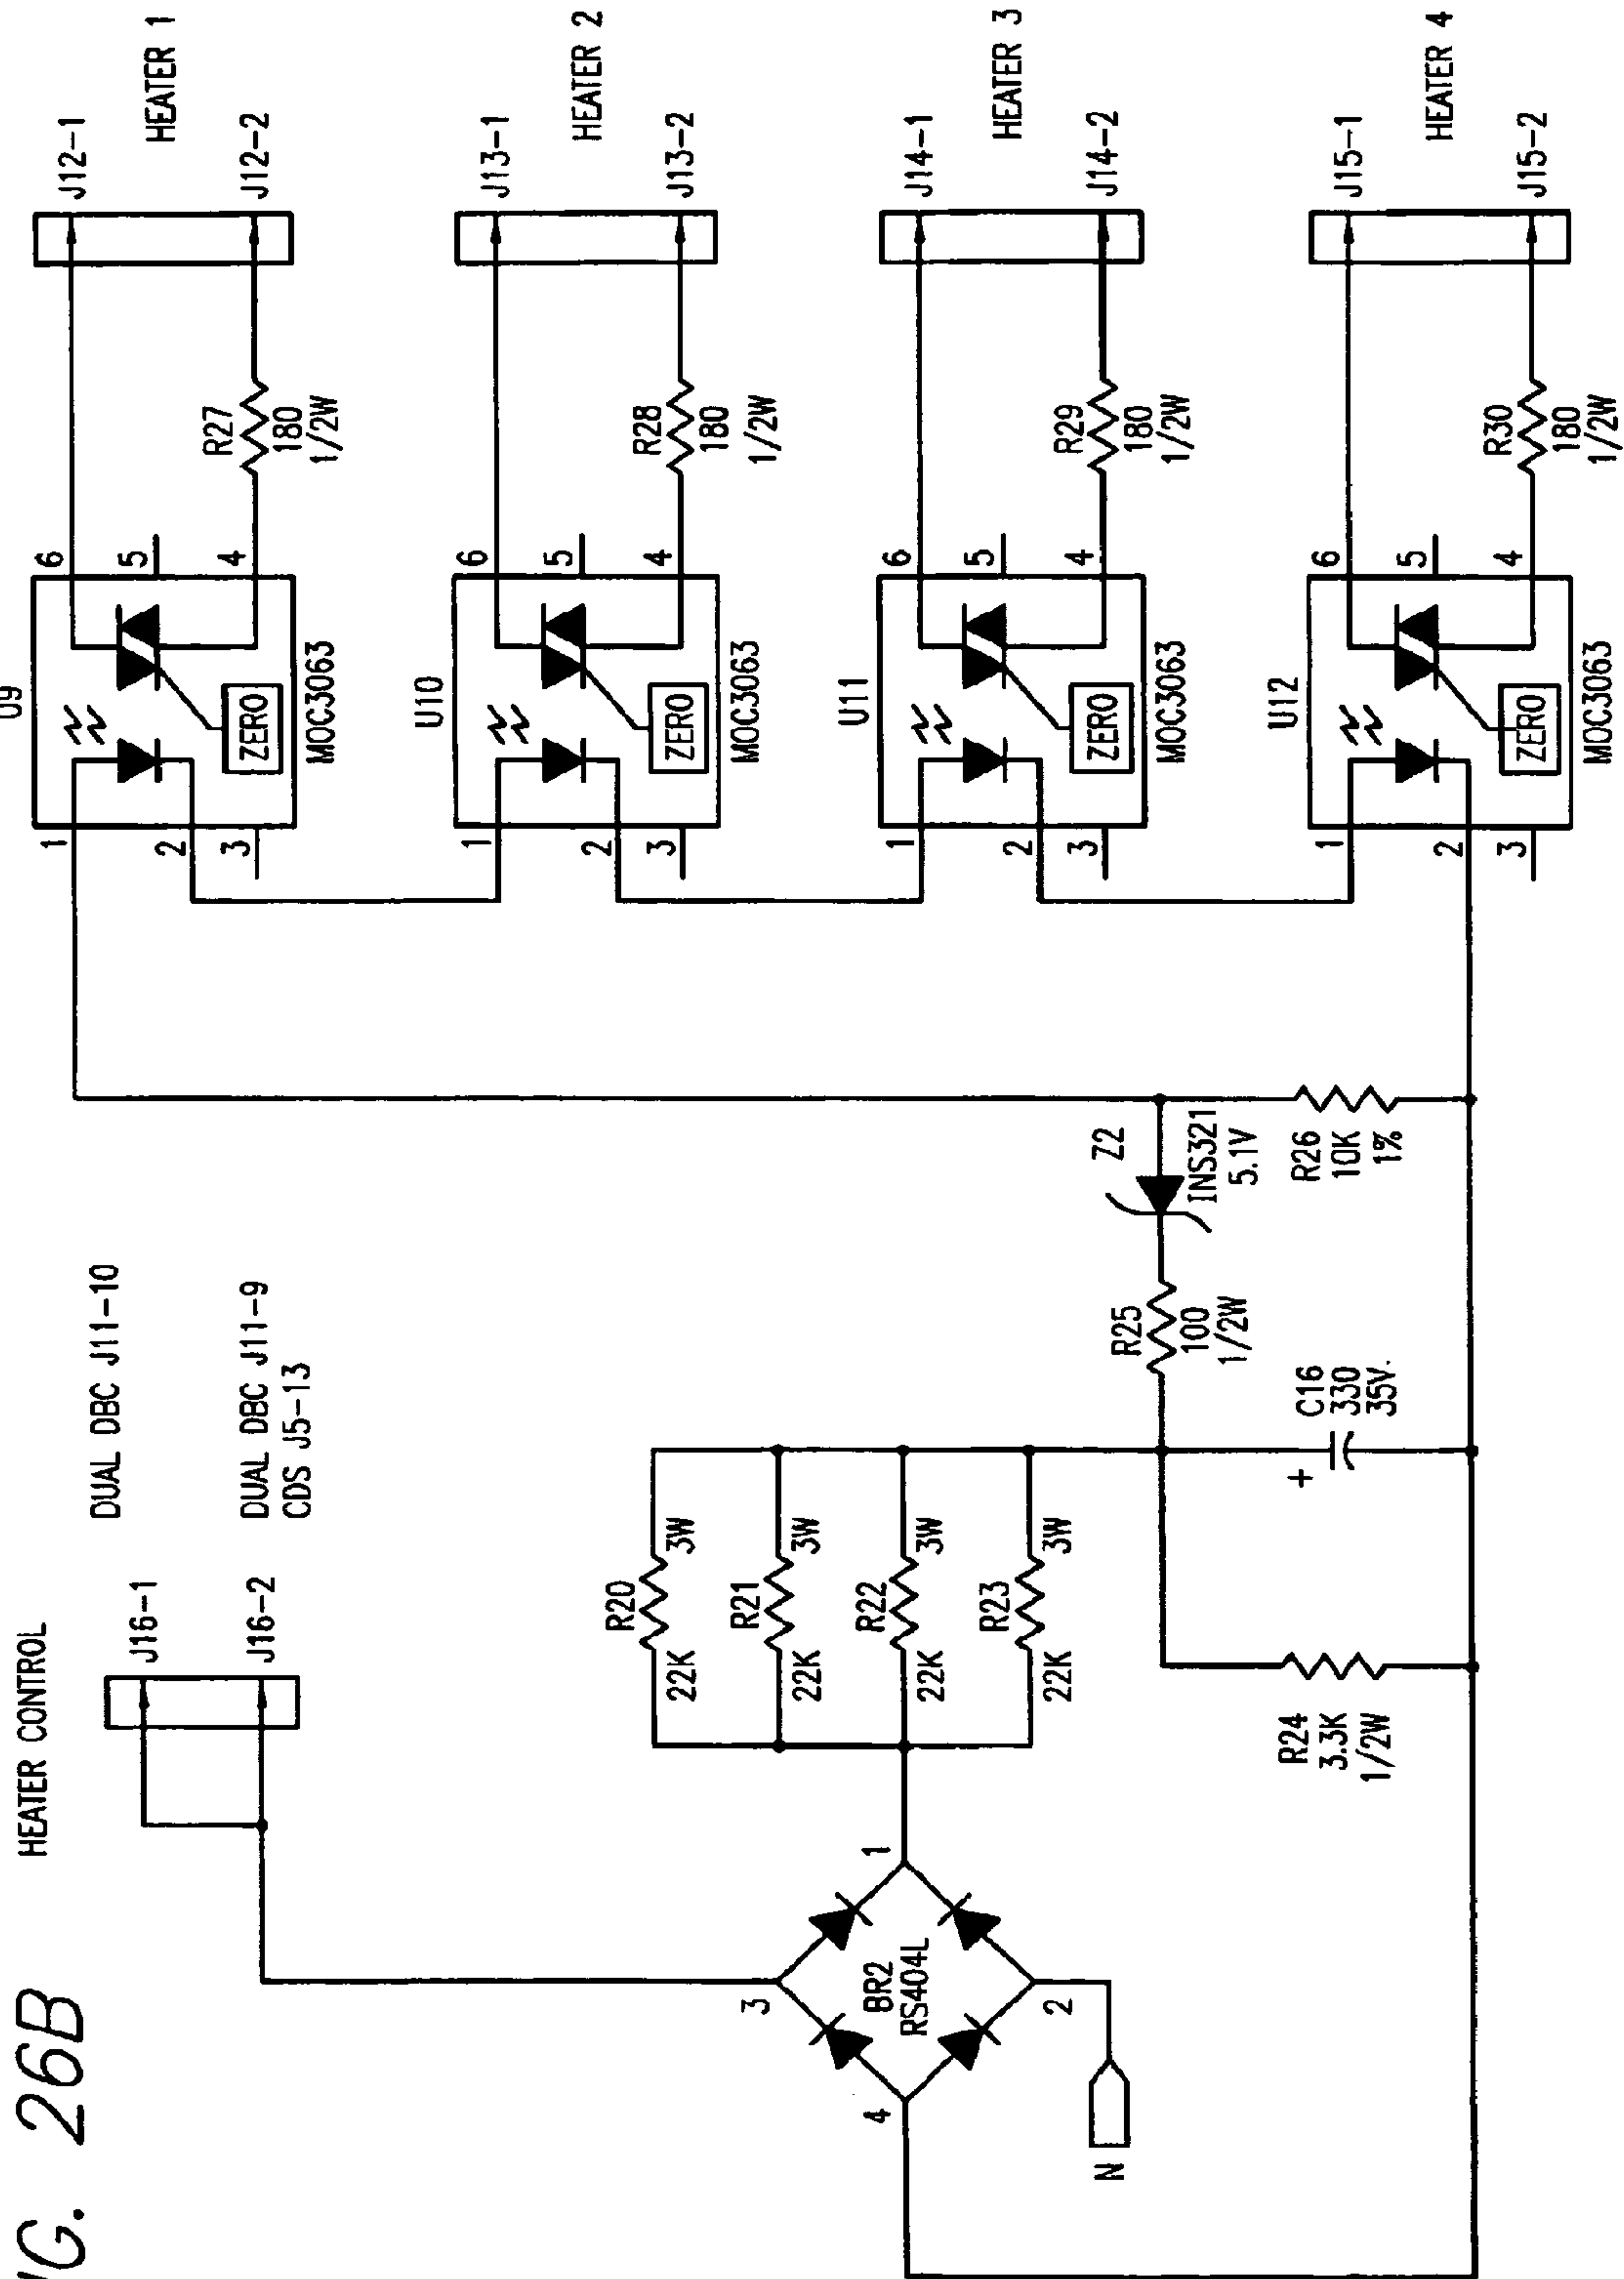 FIG. 26B
HEATER CONTROL
J16-1
DUAL DBC J11-10
J16-2
DUAL DBC J11-9
CDS J5-13
3
BR2
RS404L
1
4
2
N
R20
22K
3W
R21
22K
3W
R22
22K
3W
R23
22K
3W
R24
3.3K
1/2W
+
C16
330
35V.
R25
100
1/2W
Z2
INS321
5.1V
R26
10K
1%
U9
1
2
3
6
5
4
ZERO
MOC3063
R27
180
1/2W
J12-1
HEATER 1
J12-2
U10
1
2
3
6
5
4
ZERO
MOC3063
R28
180
1/2W
J13-1
HEATER 2
J13-2
U11
1
2
3
6
5
4
ZERO
MOC3063
R29
180
1/2W
J14-1
HEATER 3
J14-2
U12
1
2
3
6
5
4
ZERO
MOC3063
R30
180
1/2W
J15-1
HEATER 4
J15-2